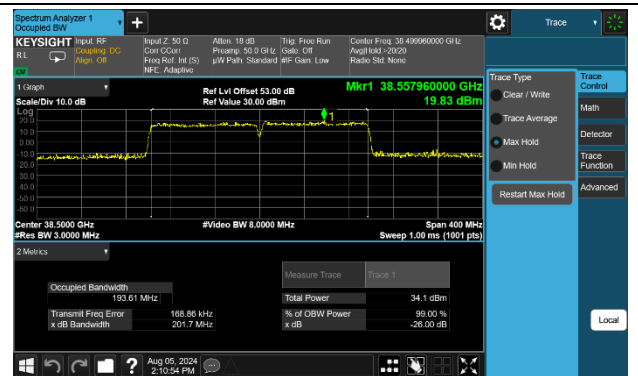 Spectrum Analyzer 1
Occupied BW
+
Trace
KEYSIGHT
Input: RF
Coupling: DC
Align: Off
Input Z: 50 Ω
Corr CCorr
Freq Ref: Int (S)
NFE: Adaptive
Atten: 18 dB
Preamp: 50.0 GHz
µW Path: Standard
Trig: Free Run
Gate: Off
#IF Gain: Low
Center Freq: 38.499960000 GHz
Avg|Hold:>20/20
Radio Std: None
R L
1 Graph
Scale/Div 10.0 dB
Ref Lvl Offset 53.00 dB
Ref Value 30.00 dBm
Mkr1 38.557960000 GHz
19.83 dBm
Log
20.0
10.0
0.00
-10.0
-20.0
-30.0
-40.0
-50.0
-60.0
1
Center 38.5000 GHz
#Res BW 3.0000 MHz
#Video BW 8.0000 MHz
Span 400 MHz
Sweep 1.00 ms (1001 pts)
2 Metrics
Measure Trace
Trace 1
Occupied Bandwidth
193.61 MHz
Total Power
34.1 dBm
Transmit Freq Error
168.86 kHz
% of OBW Power
99.00 %
x dB Bandwidth
201.7 MHz
x dB
-26.00 dB
Trace Type
Clear / Write
Trace Average
Max Hold
Min Hold
Restart Max Hold
Trace
Control
Math
Detector
Trace
Function
Advanced
Local
?
Aug 05, 2024
2:10:54 PM